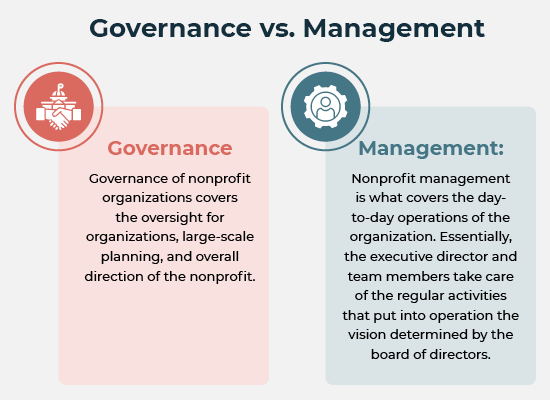 Governance vs. Management
Governance
Governance of nonprofit
organizations covers
the oversight for
organizations, large-scale
planning, and overall
direction of the nonprofit.
Management:
Nonprofit management
is what covers the day-
to-day operations of the
organization. Essentially,
the executive director and
team members take care
of the regular activities
that put into operation the
vision determined by the
board of directors.